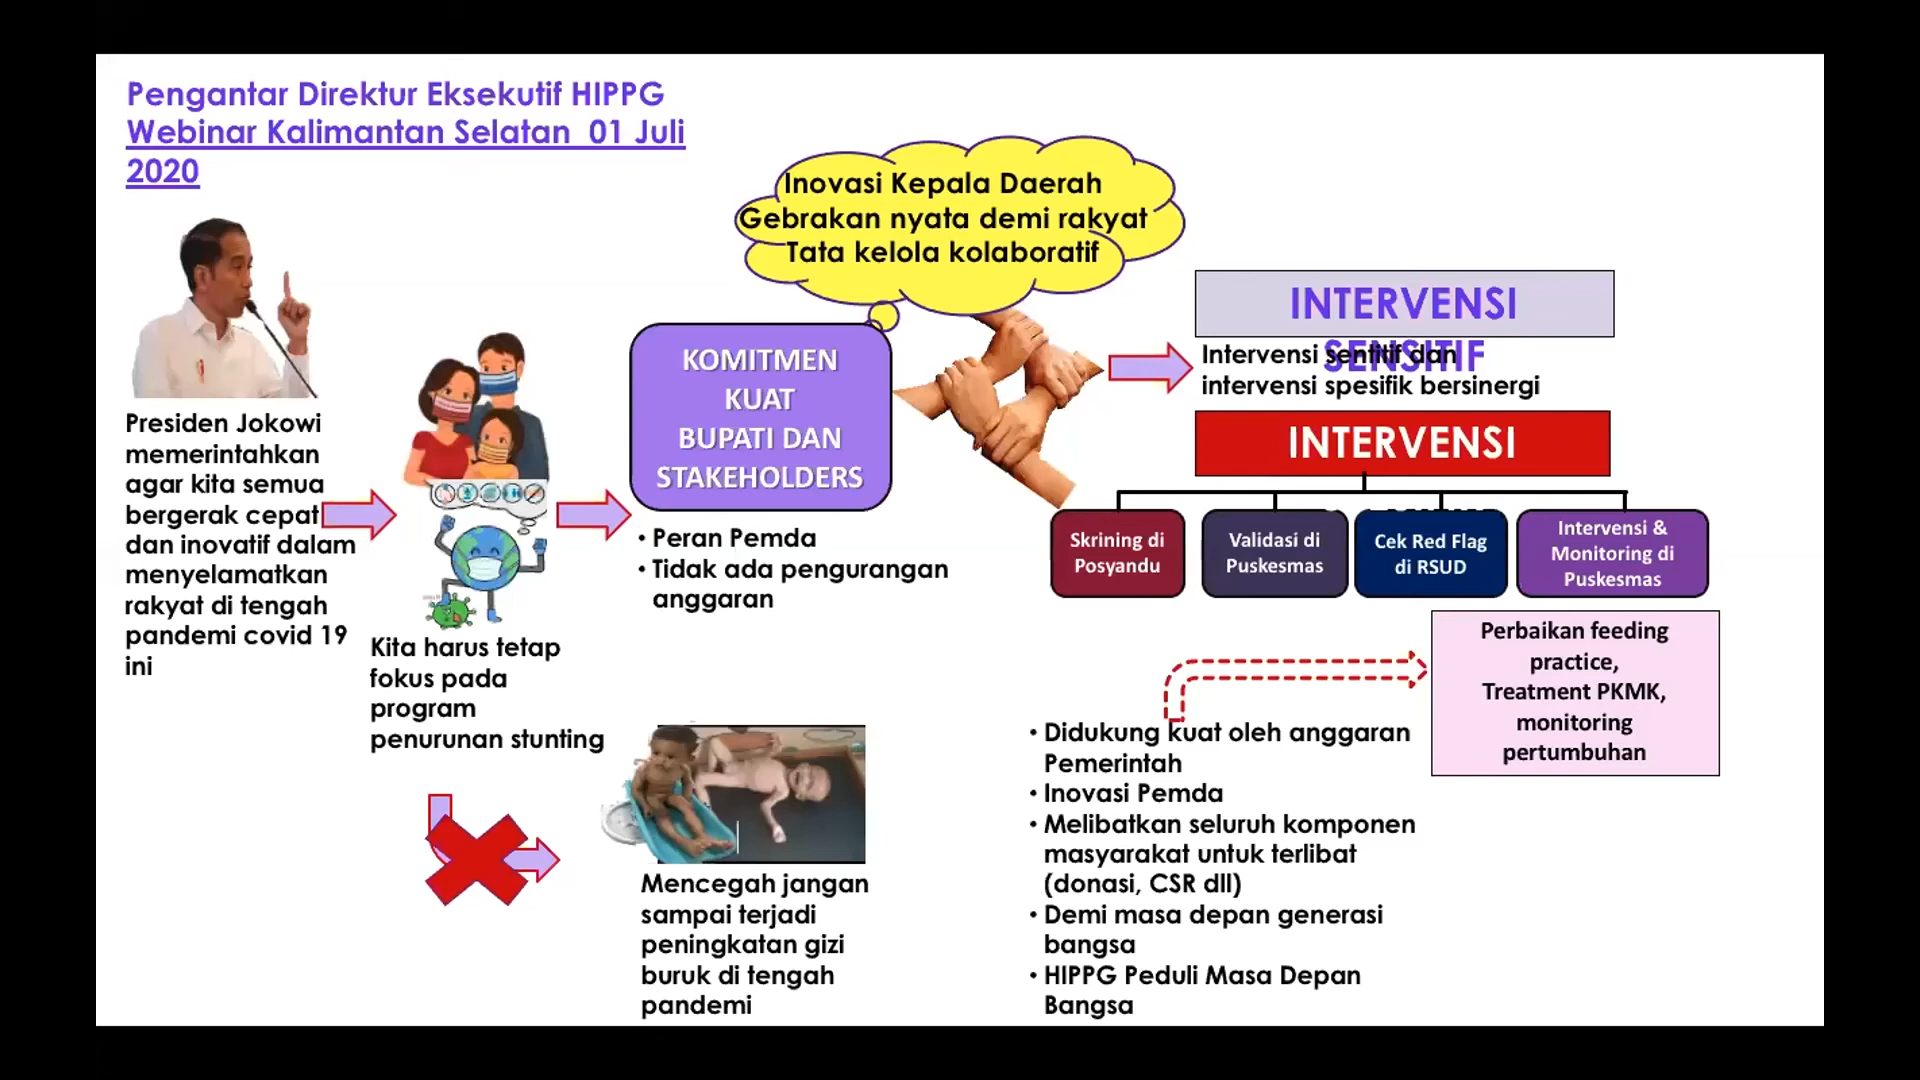 Pengantar Direktur Eksekutif HIPPG
Webinar Kalimantan Selatan 01 Juli
2020
Presiden Jokowi
memerintahkan
agar kita semua
bergerak cepat
dan inovatif dalam
menyelamatkan
rakyat di tengah
pandemi covid 19
ini
Kita harus tetap
fokus pada
program
penurunan stunting
Inovasi Kepala Daerah
Gebrakan nyata demi rakyat
Tata kelola kolaboratif
KOMITMEN
KUAT
BUPATI DAN
STAKEHOLDERS
• Peran Pemda
• Tidak ada pengurangan
anggaran
Mencegah jangan
sampai terjadi
peningkatan gizi
buruk di tengah
pandemi
INTERVENSI
SENSITIF
Intervensi sentitif dan
intervensi spesifik bersinergi
INTERVENSI
Skrining di
Posyandu
Validasi di
Puskesmas
Cek Red Flag
di RSUD
Intervensi &
Monitoring di
Puskesmas
Perbaikan feeding
practice,
Treatment PKMK,
monitoring
pertumbuhan
• Didukung kuat oleh anggaran
Pemerintah
• Inovasi Pemda
• Melibatkan seluruh komponen
masyarakat untuk terlibat
(donasi, CSR dll)
• Demi masa depan generasi
bangsa
• HIPPG Peduli Masa Depan
Bangsa